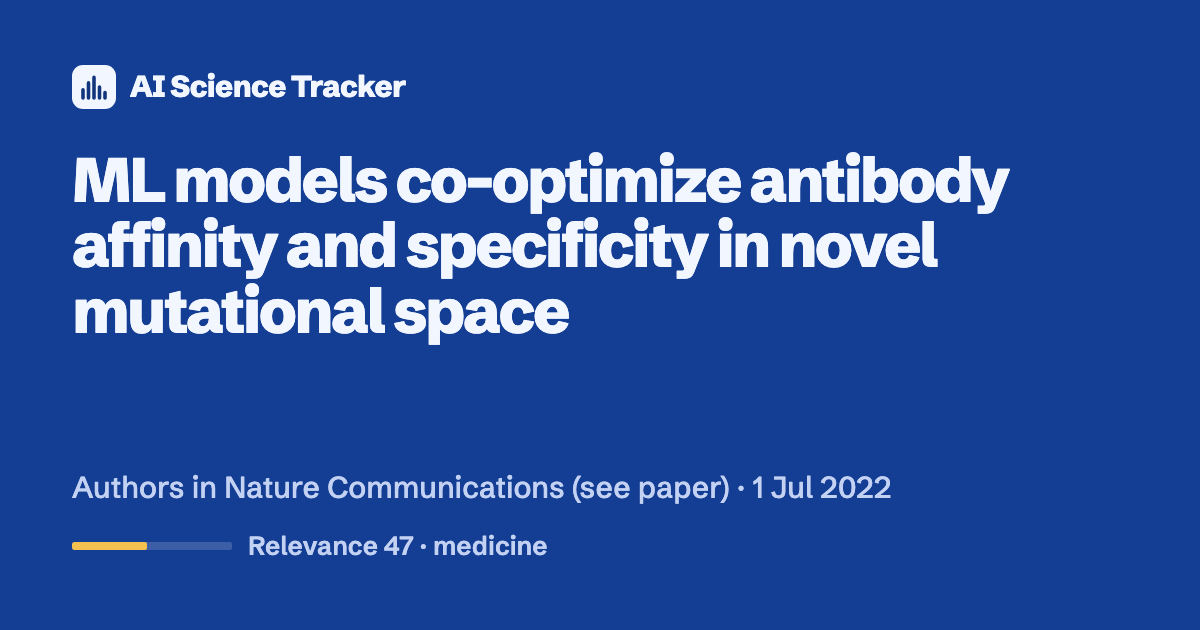 AI Science Tracker
ML models co-optimize antibody
affinity and specificity in novel
mutational space
Authors in Nature Communications (see paper) · 1 Jul 2022
Relevance 47 · medicine